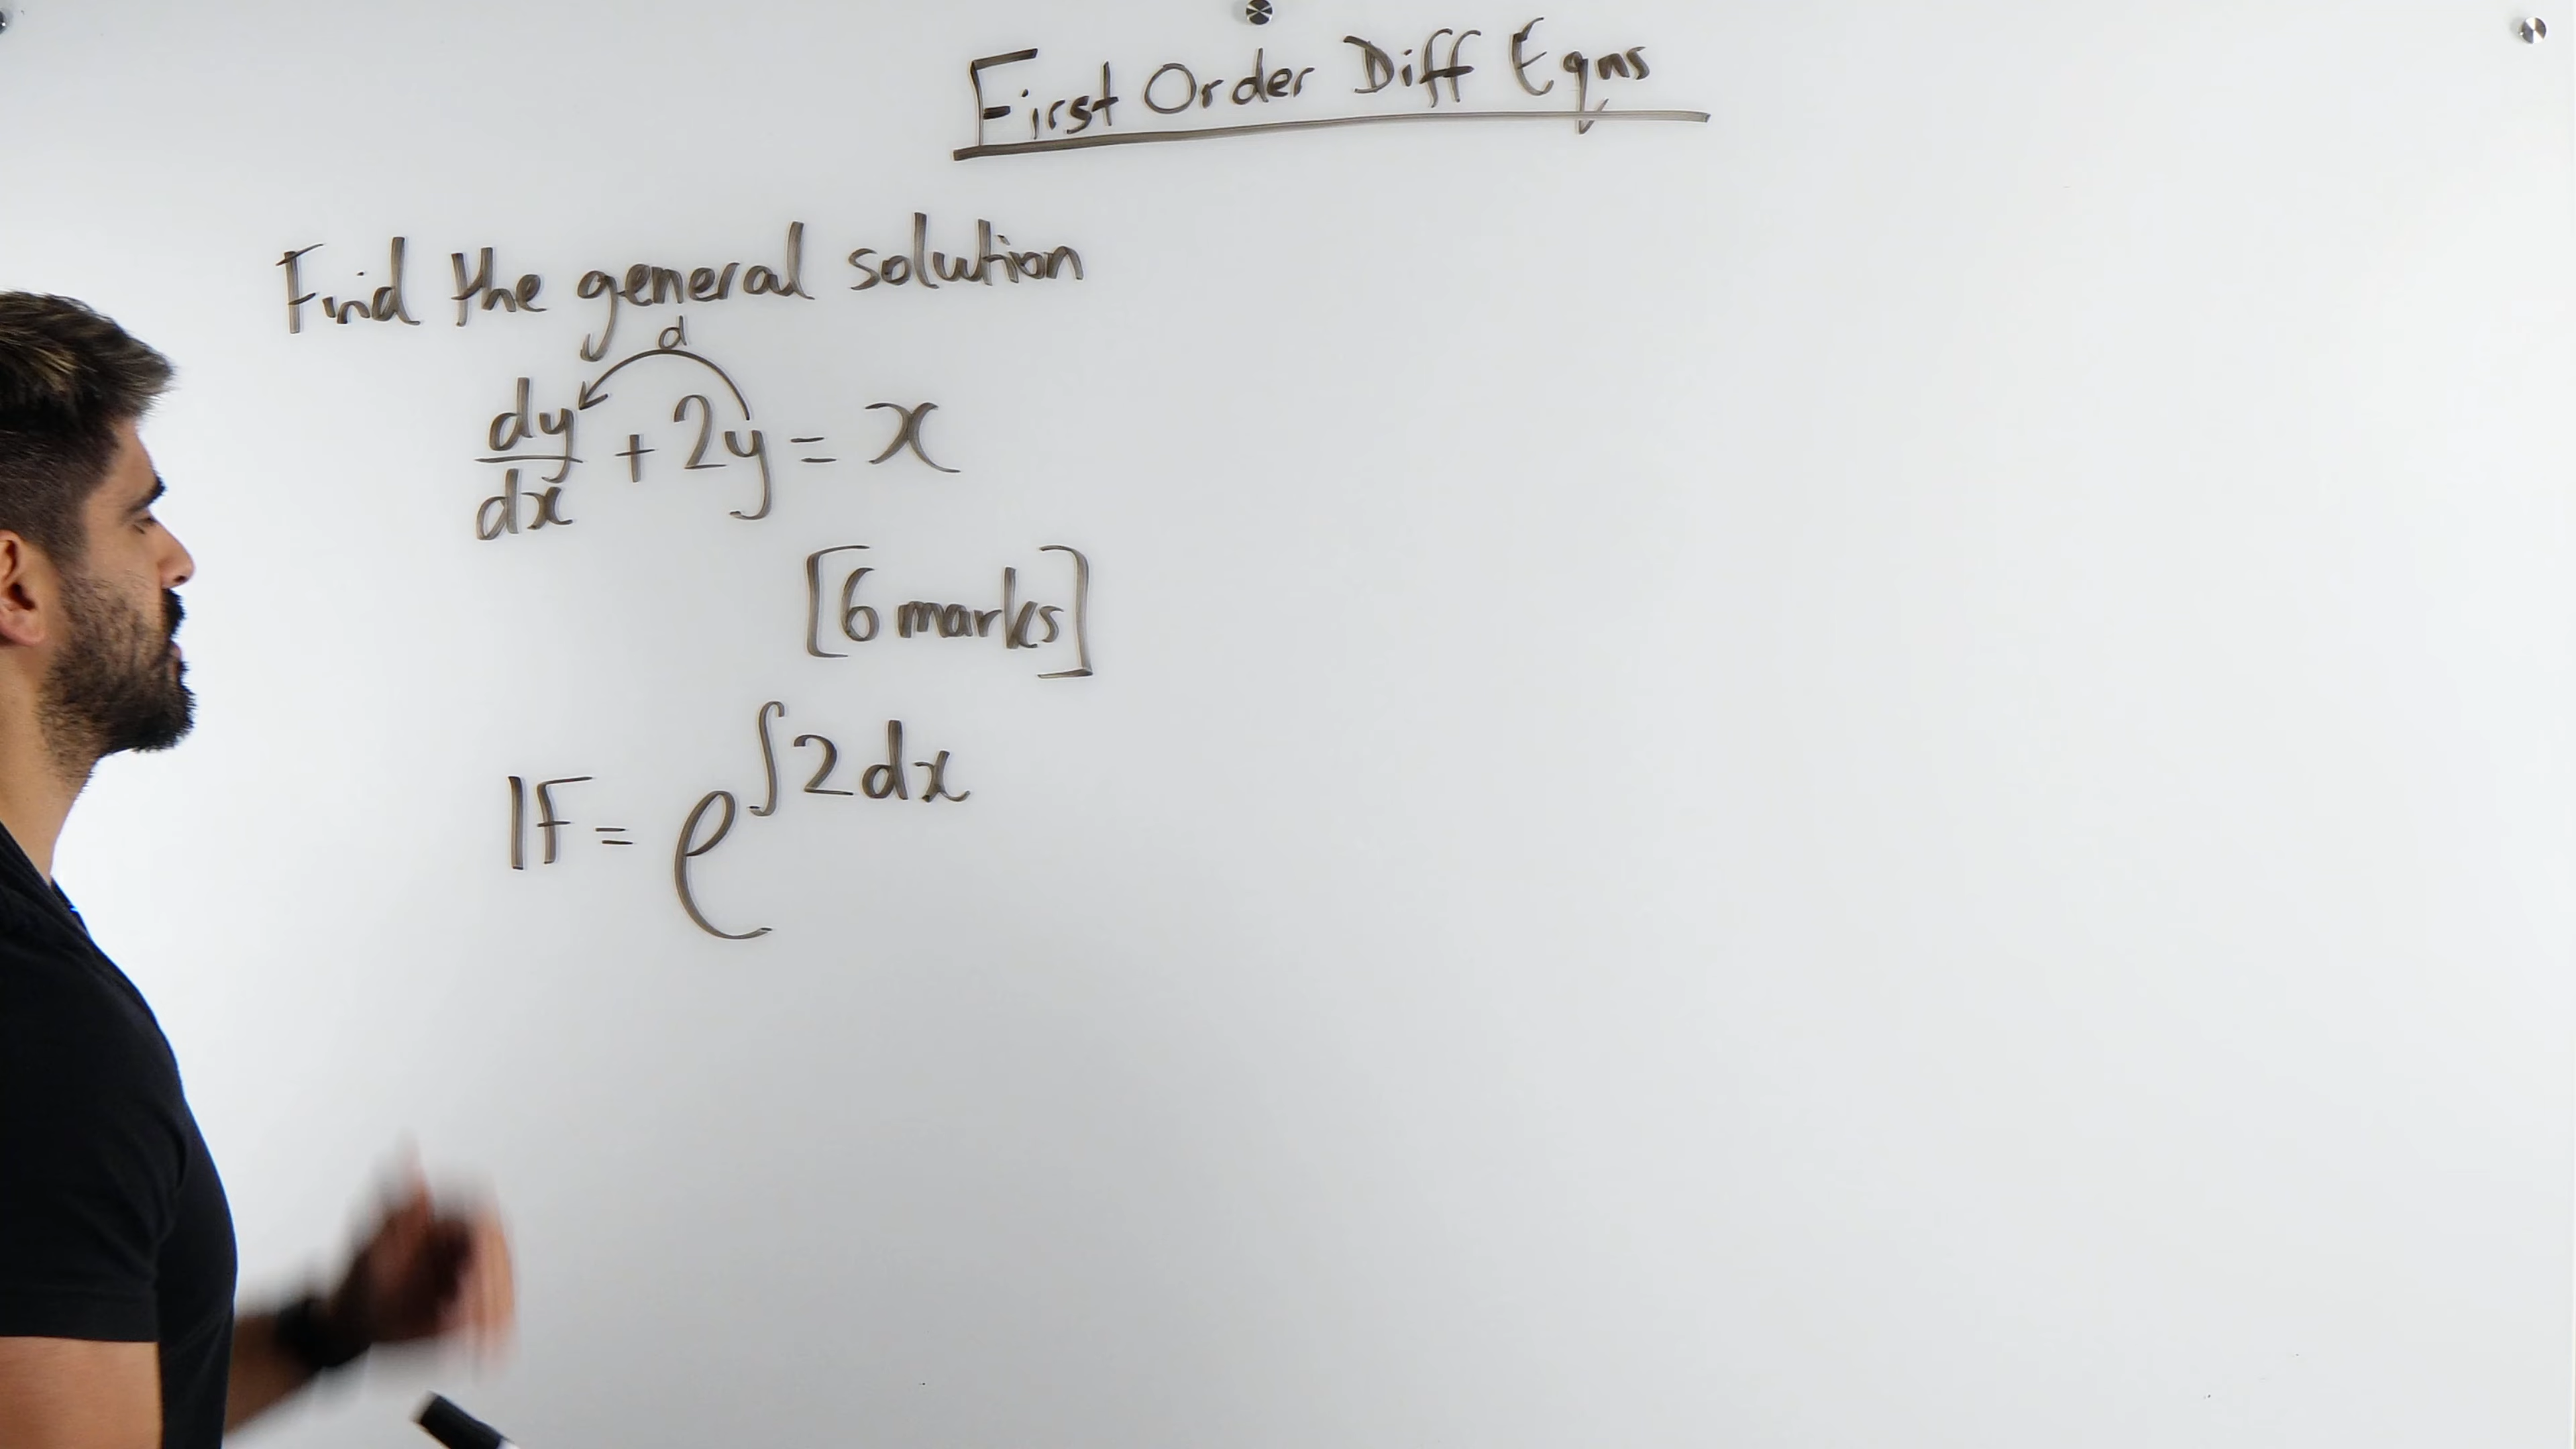 First Order Diff Eqns
Find the general solution
d
dy/dx + 2y = x
[6 marks]
IF = e^∫2dx